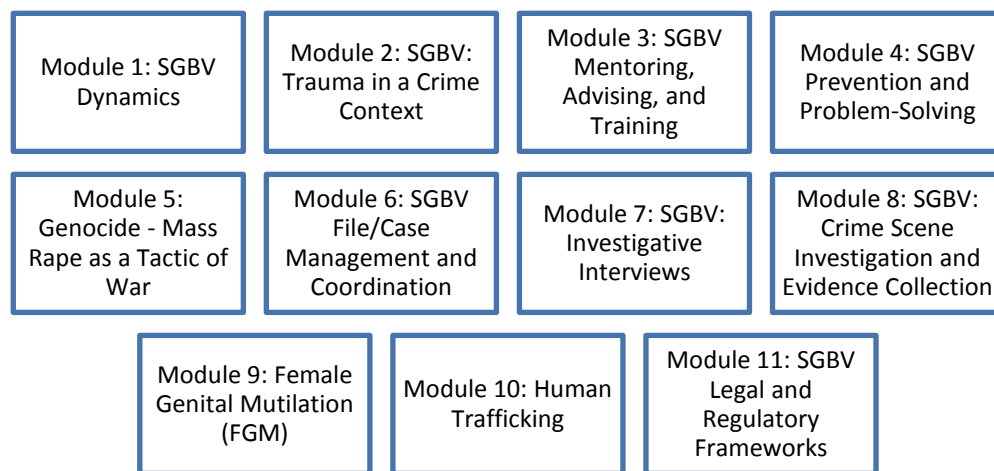 Module 1: SGBV
Dynamics
Module 2: SGBV:
Trauma in a Crime
Context
Module 3: SGBV
Mentoring,
Advising, and
Training
Module 4: SGBV
Prevention and
Problem-Solving
Module 5:
Genocide - Mass
Rape as a Tactic of
War
Module 6: SGBV
File/Case
Management and
Coordination
Module 7: SGBV:
Investigative
Interviews
Module 8: SGBV:
Crime Scene
Investigation and
Evidence Collection
Module 9: Female
Genital Mutilation
(FGM)
Module 10: Human
Trafficking
Module 11: SGBV
Legal and
Regulatory
Frameworks